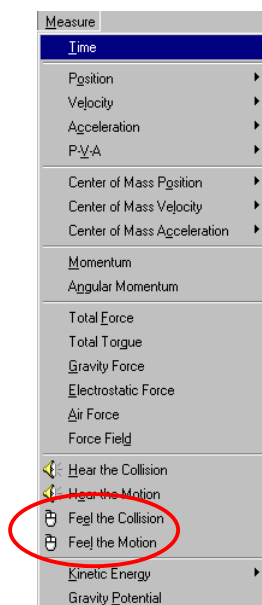 Measure
Time
Position
Velocity
Acceleration
P-V-A
Center of Mass Position
Center of Mass Velocity
Center of Mass Acceleration
Momentum
Angular Momentum
Total Force
Total Torque
Gravity Force
Electrostatic Force
Air Force
Force Field
Hear the Collision
Hear the Motion
Feel the Collision
Feel the Motion
Kinetic Energy
Gravity Potential